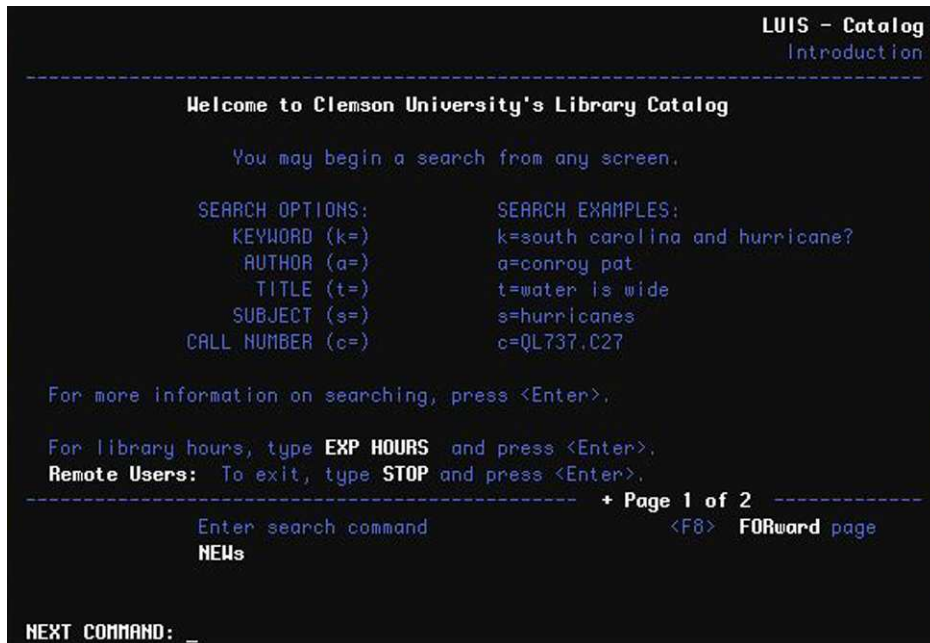 LUIS - Catalog
Introduction
Welcome to Clemson University's Library Catalog
You may begin a search from any screen.
SEARCH OPTIONS: SEARCH EXAMPLES:
KEYWORD (k=) k=south carolina and hurricane?
AUTHOR (a=) a=conroy pat
TITLE (t=) t=water is wide
SUBJECT (s=) s=hurricanes
CALL NUMBER (c=) c=QL737.C27
For more information on searching, press <Enter>.
For library hours, type EXP HOURS and press <Enter>.
Remote Users: To exit, type STOP and press <Enter>.
+ Page 1 of 2
Enter search command <F8> FORward page
NEWs
NEXT COMMAND: _